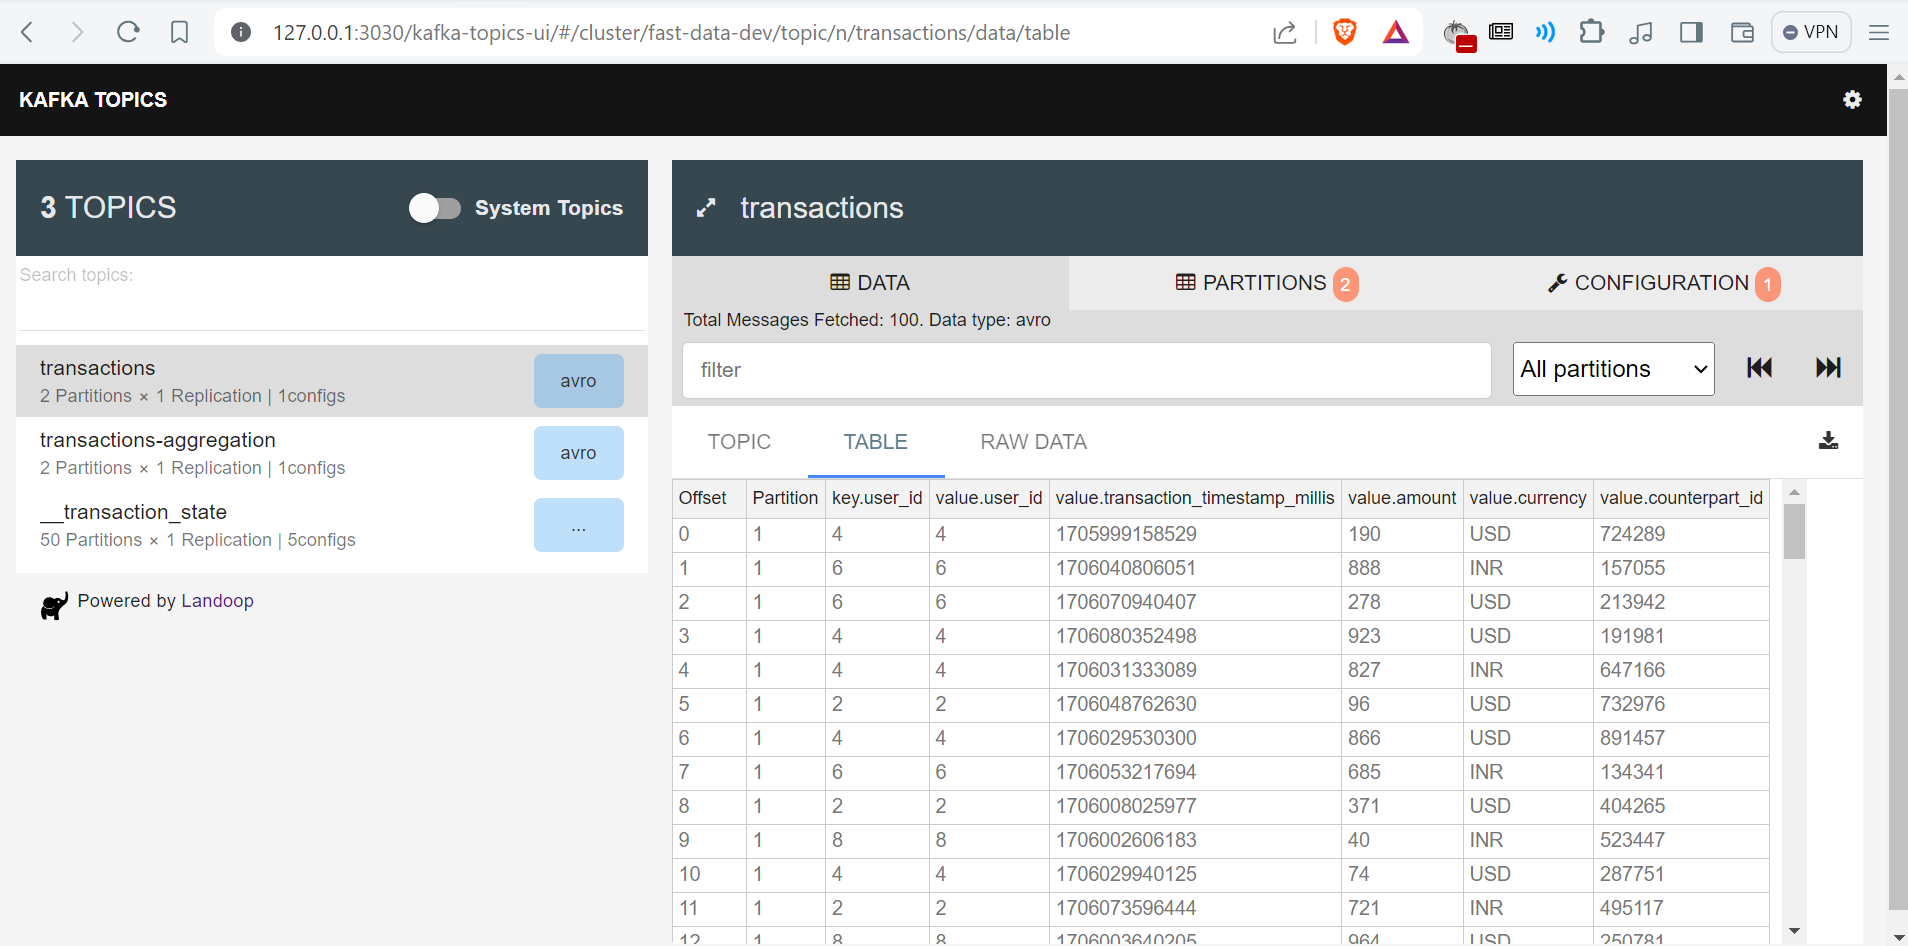 127.0.0.1:3030/kafka-topics-ui/#/cluster/fast-data-dev/topic/n/transactions/data/table
VPN
KAFKA TOPICS
3 TOPICS
System Topics
Search topics:
transactions
2 Partitions × 1 Replication | 1configs
avro
transactions-aggregation
2 Partitions × 1 Replication | 1configs
avro
__transaction_state
50 Partitions × 1 Replication | 5configs
...
Powered by Landoop
transactions
DATA
PARTITIONS 2
CONFIGURATION 1
Total Messages Fetched: 100. Data type: avro
filter
All partitions
TOPIC
TABLE
RAW DATA
Offset Partition key.user_id value.user_id value.transaction_timestamp_millis value.amount value.currency value.counterpart_id
0 1 4 4 1705999158529 190 USD 724289
1 1 6 6 1706040806051 888 INR 157055
2 1 6 6 1706070940407 278 USD 213942
3 1 4 4 1706080352498 923 USD 191981
4 1 4 4 1706031333089 827 INR 647166
5 1 2 2 1706048762630 96 USD 732976
6 1 4 4 1706029530300 866 USD 891457
7 1 6 6 1706053217694 685 INR 134341
8 1 2 2 1706008025977 371 USD 404265
9 1 8 8 1706002606183 40 INR 523447
10 1 4 4 1706029940125 74 USD 287751
11 1 2 2 1706073596444 721 INR 495117
12 1 8 8 1706003640205 964 USD 250781